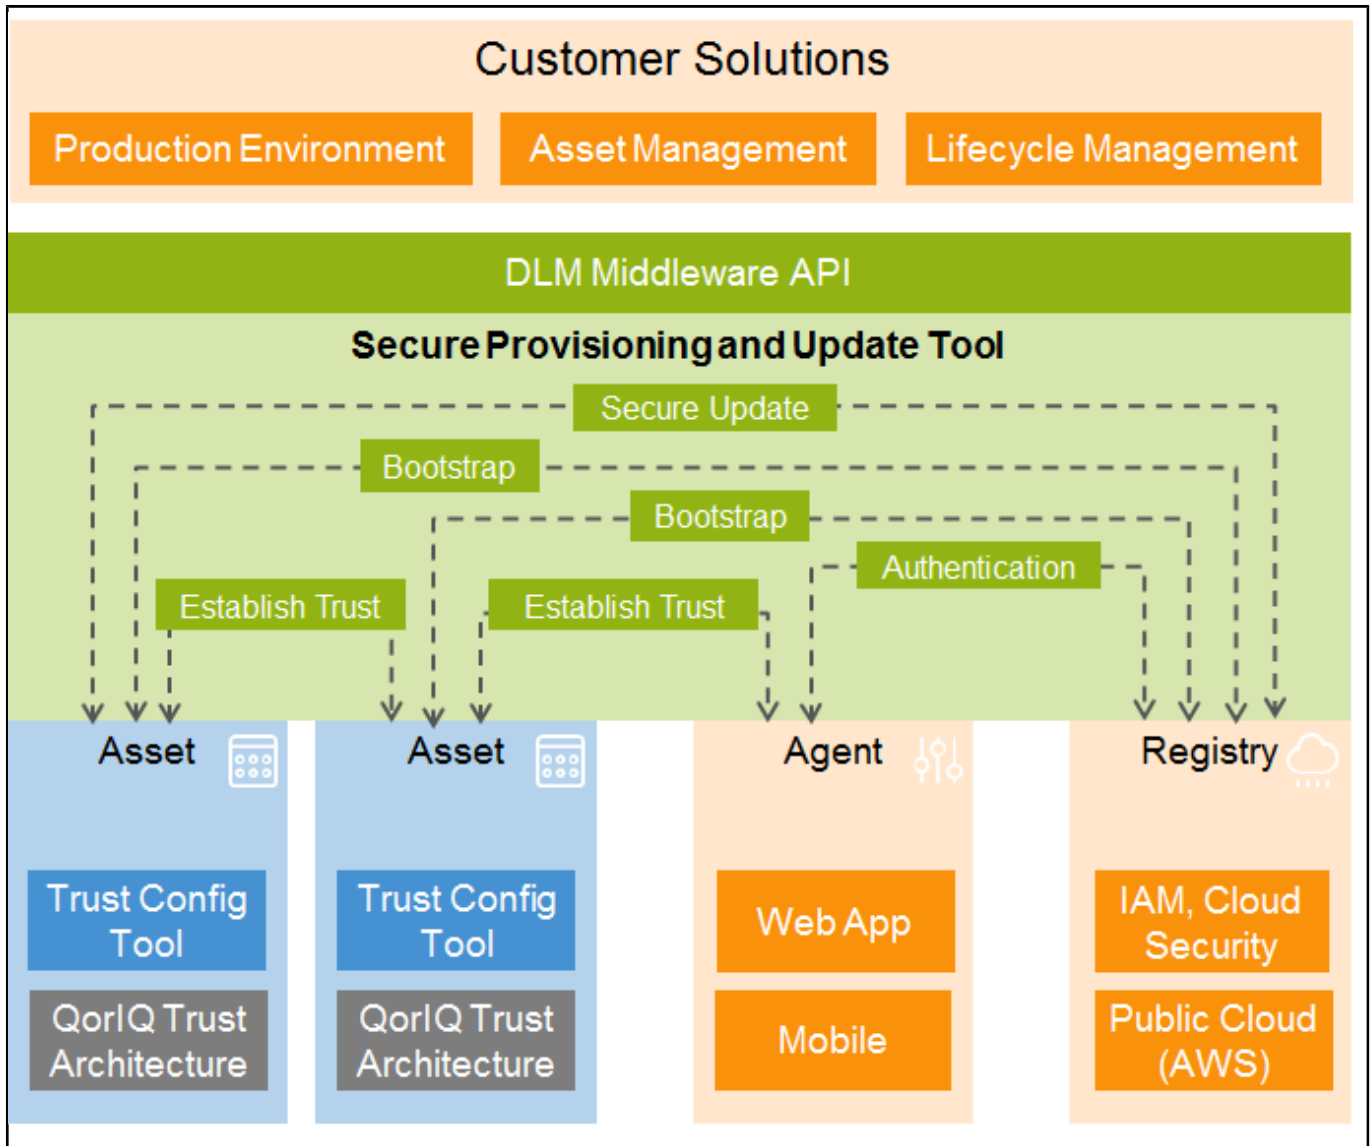 Customer Solutions
Production Environment
Asset Management
Lifecycle Management
DLM Middleware API
Secure Provisioning and Update Tool
Secure Update
Bootstrap
Bootstrap
Authentication
Establish Trust
Establish Trust
Asset
Asset
Agent
Registry
Trust Config
Tool
Trust Config
Tool
Web App
IAM, Cloud
Security
QorIQ Trust
Architecture
QorIQ Trust
Architecture
Mobile
Public Cloud
(AWS)